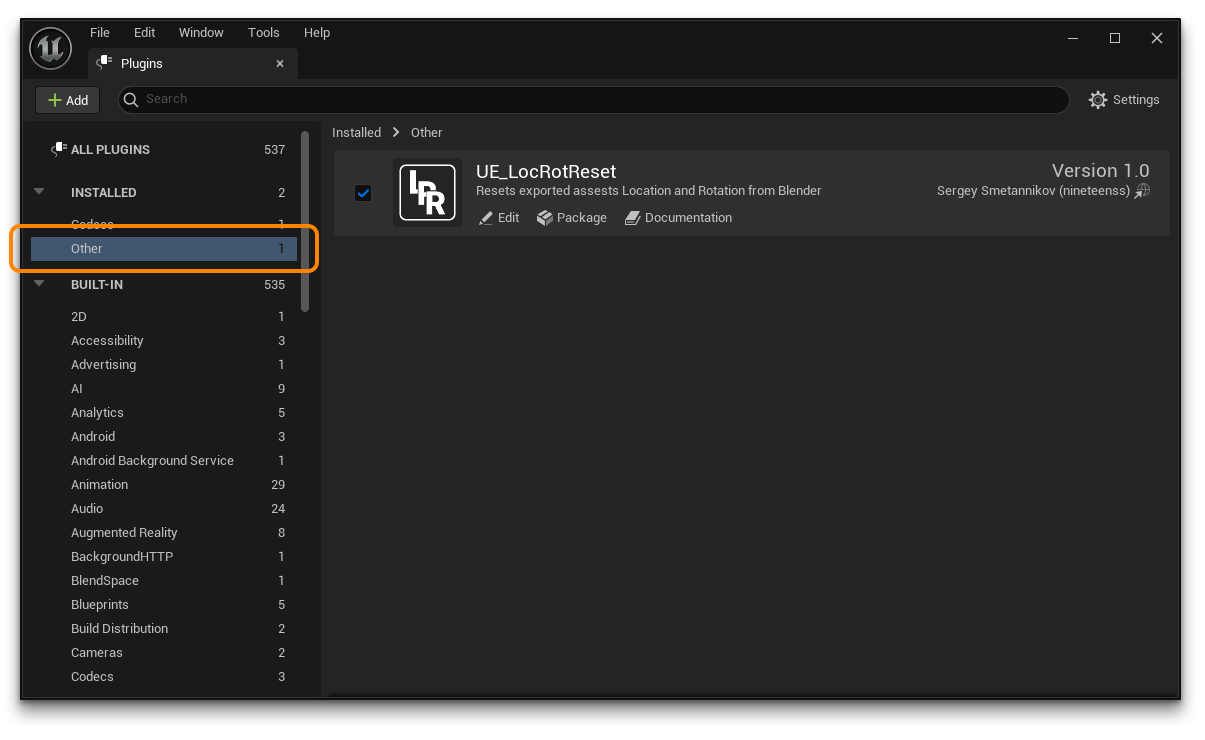 File Edit Window Tools Help
Plugins
Add Search Settings
ALL PLUGINS 537
INSTALLED 2
Codecs 1
Other 1
BUILT-IN 535
2D 1
Accessibility 3
Advertising 1
AI 9
Analytics 5
Android 3
Android Background Service 1
Animation 29
Audio 24
Augmented Reality 8
BackgroundHTTP 1
BlendSpace 1
Blueprints 5
Build Distribution 2
Cameras 2
Codecs 3
Installed > Other
LRR
UE_LocRotReset
Version 1.0
Resets exported assests Location and Rotation from Blender
Sergey Smetannikov (nineteenss)
Edit Package Documentation